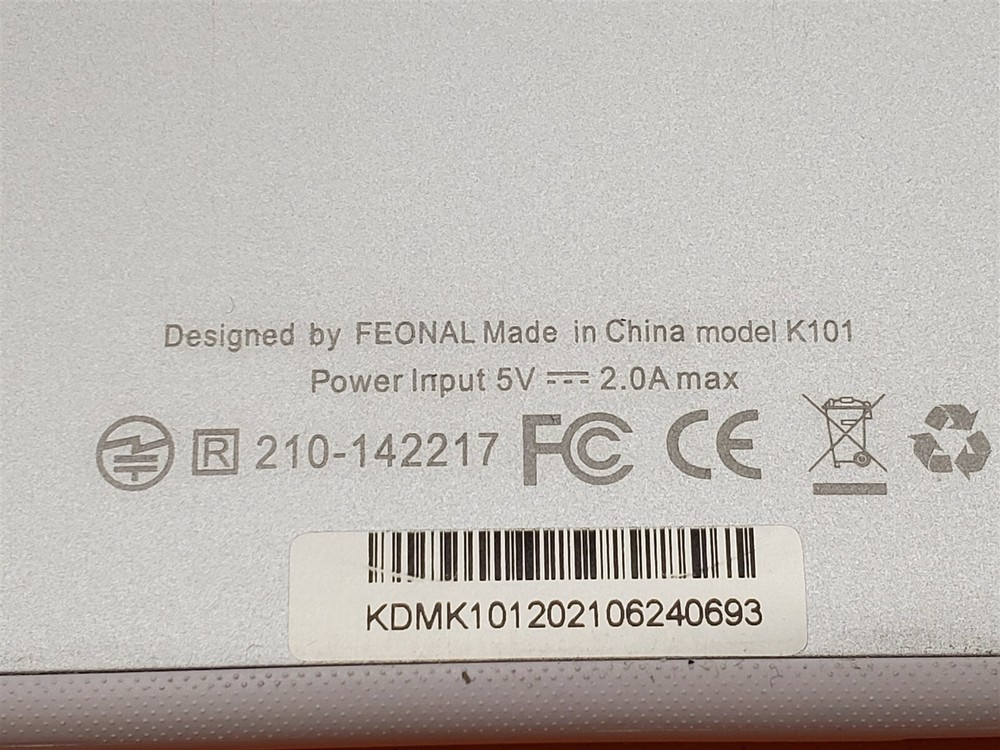 Designed by FEONAL Made in China model K101
Power Input 5V 2.0A max
R 210-142217 FC CE
KDMK101202106240693